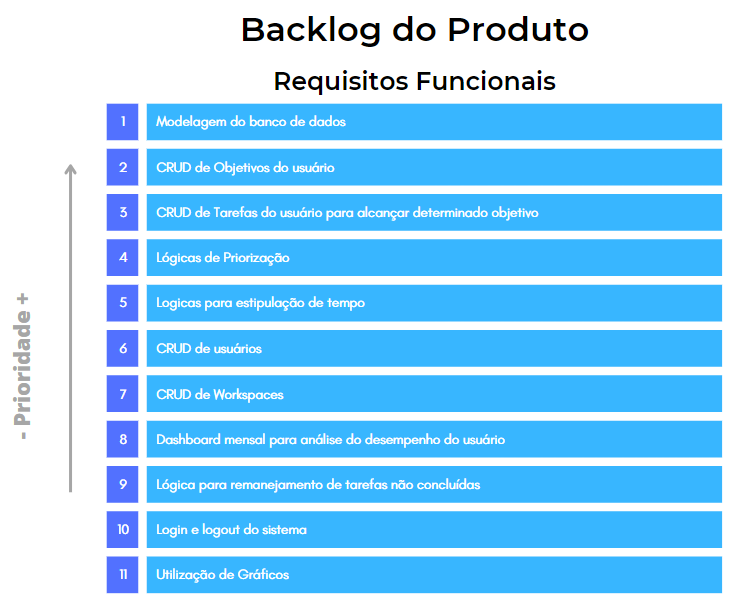 Backlog do Produto
Requisitos Funcionais
1 Modelagem do banco de dados
2 CRUD de Objetivos do usuário
3 CRUD de Tarefas do usuário para alcançar determinado objetivo
4 Lógicas de Priorização
5 Logicas para estipulação de tempo
6 CRUD de usuários
7 CRUD de Workspaces
8 Dashboard mensal para análise do desempenho do usuário
9 Lógica para remanejamento de tarefas não concluídas
10 Login e logout do sistema
11 Utilização de Gráficos
- Prioridade +